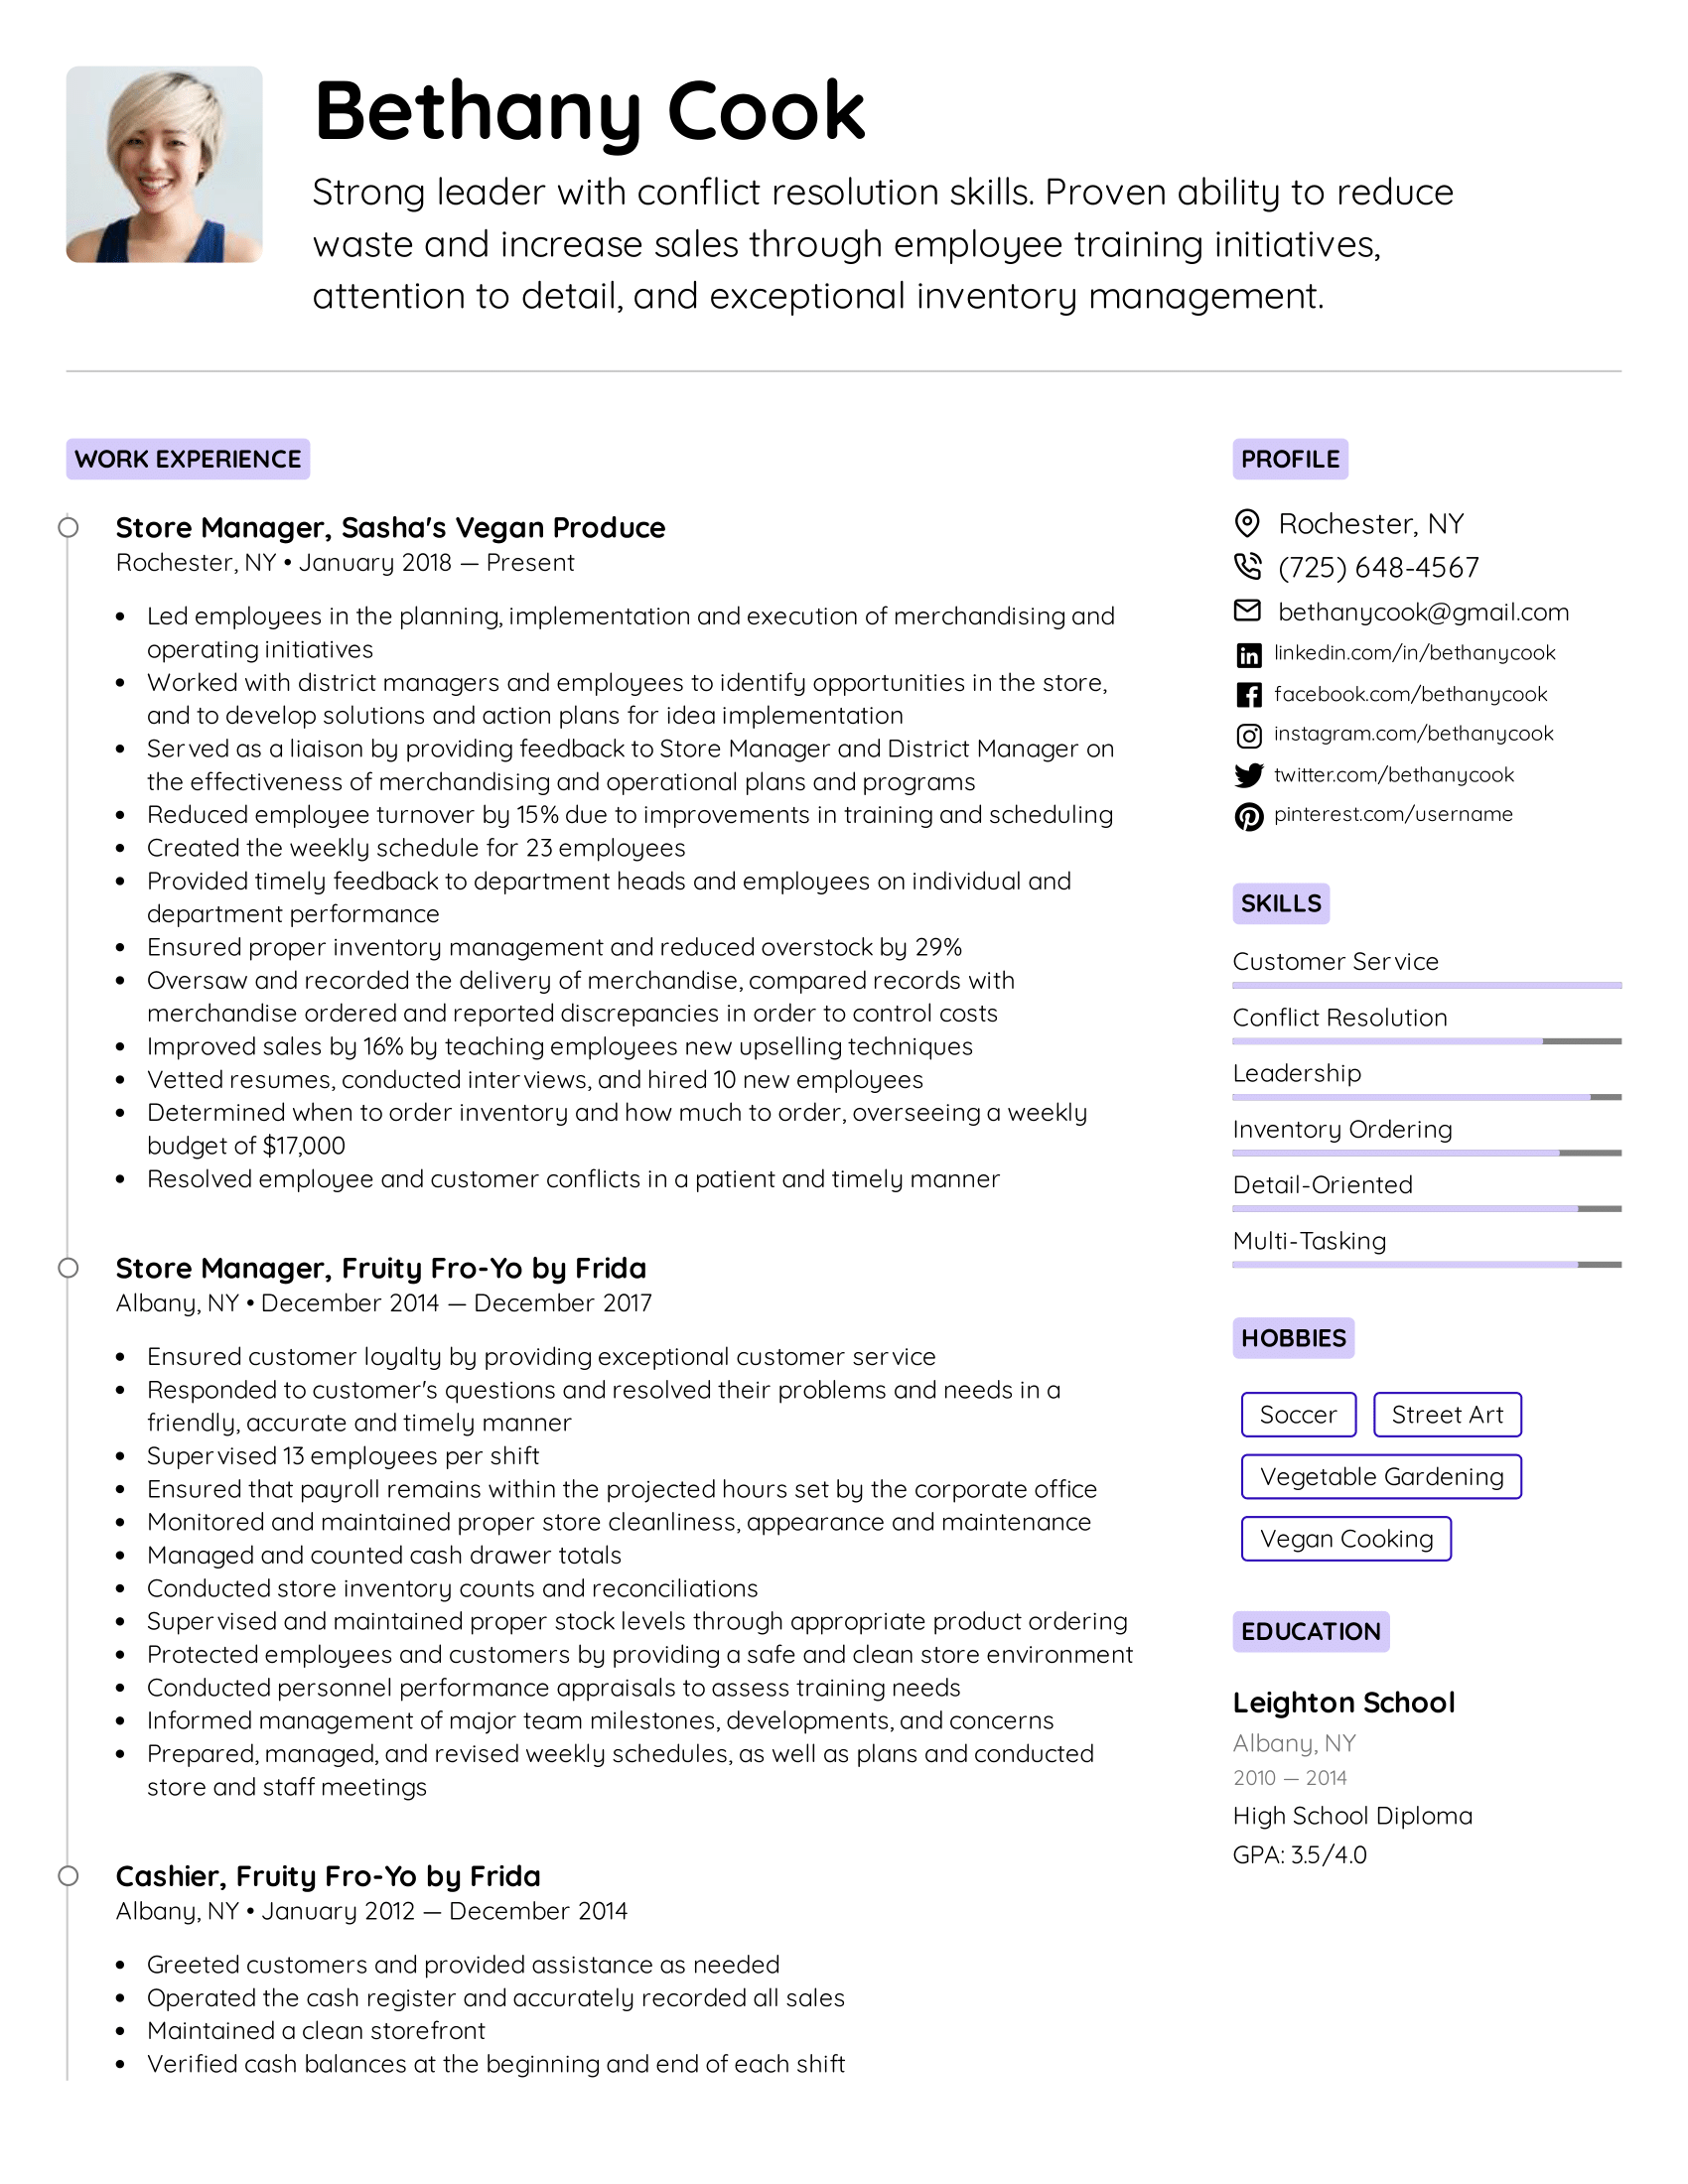 Bethany Cook
Strong leader with conflict resolution skills. Proven ability to reduce
waste and increase sales through employee training initiatives,
attention to detail, and exceptional inventory management.
WORK EXPERIENCE
Store Manager, Sasha's Vegan Produce
Rochester, NY • January 2018 — Present
• Led employees in the planning, implementation and execution of merchandising and
operating initiatives
• Worked with district managers and employees to identify opportunities in the store,
and to develop solutions and action plans for idea implementation
• Served as a liaison by providing feedback to Store Manager and District Manager on
the effectiveness of merchandising and operational plans and programs
• Reduced employee turnover by 15% due to improvements in training and scheduling
• Created the weekly schedule for 23 employees
• Provided timely feedback to department heads and employees on individual and
department performance
• Ensured proper inventory management and reduced overstock by 29%
• Oversaw and recorded the delivery of merchandise, compared records with
merchandise ordered and reported discrepancies in order to control costs
• Improved sales by 16% by teaching employees new upselling techniques
• Vetted resumes, conducted interviews, and hired 10 new employees
• Determined when to order inventory and how much to order, overseeing a weekly
budget of $17,000
• Resolved employee and customer conflicts in a patient and timely manner
Store Manager, Fruity Fro-Yo by Frida
Albany, NY • December 2014 — December 2017
• Ensured customer loyalty by providing exceptional customer service
• Responded to customer's questions and resolved their problems and needs in a
friendly, accurate and timely manner
• Supervised 13 employees per shift
• Ensured that payroll remains within the projected hours set by the corporate office
• Monitored and maintained proper store cleanliness, appearance and maintenance
• Managed and counted cash drawer totals
• Conducted store inventory counts and reconciliations
• Supervised and maintained proper stock levels through appropriate product ordering
• Protected employees and customers by providing a safe and clean store environment
• Conducted personnel performance appraisals to assess training needs
• Informed management of major team milestones, developments, and concerns
• Prepared, managed, and revised weekly schedules, as well as plans and conducted
store and staff meetings
Cashier, Fruity Fro-Yo by Frida
Albany, NY • January 2012 — December 2014
• Greeted customers and provided assistance as needed
• Operated the cash register and accurately recorded all sales
• Maintained a clean storefront
• Verified cash balances at the beginning and end of each shift
PROFILE
Rochester, NY
(725) 648-4567
bethanycook@gmail.com
linkedin.com/in/bethanycook
facebook.com/bethanycook
instagram.com/bethanycook
twitter.com/bethanycook
pinterest.com/username
SKILLS
Customer Service
Conflict Resolution
Leadership
Inventory Ordering
Detail-Oriented
Multi-Tasking
HOBBIES
Soccer Street Art
Vegetable Gardening
Vegan Cooking
EDUCATION
Leighton School
Albany, NY
2010 — 2014
High School Diploma
GPA: 3.5/4.0